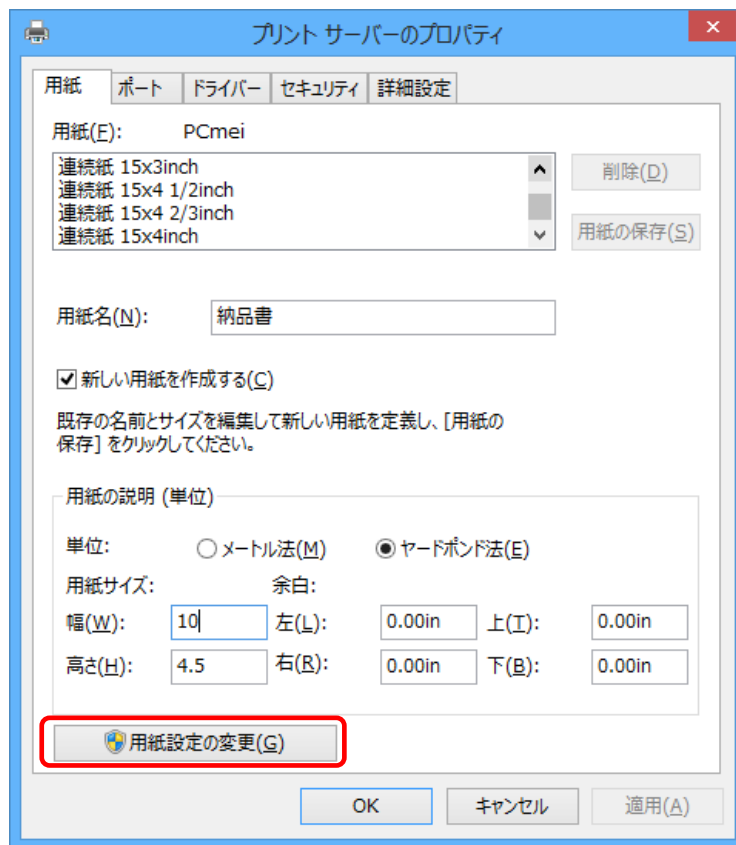 プリント サーバーのプロパティ
用紙 ポート ドライバー セキュリティ 詳細設定
用紙(F): PCmei
連続紙 15x3inch
連続紙 15x4 1/2inch
連続紙 15x4 2/3inch
連続紙 15x4inch
削除(D)
用紙の保存(S)
用紙名(N): 納品書
新しい用紙を作成する(C)
既存の名前とサイズを編集して新しい用紙を定義し、[用紙の
保存] をクリックしてください。
用紙の説明 (単位)
単位: メートル法(M) ヤードポンド法(E)
用紙サイズ: 余白:
幅(W): 10 左(L): 0.00in 上(T): 0.00in
高さ(H): 4.5 右(R): 0.00in 下(B): 0.00in
用紙設定の変更(G)
OK キャンセル 適用(A)